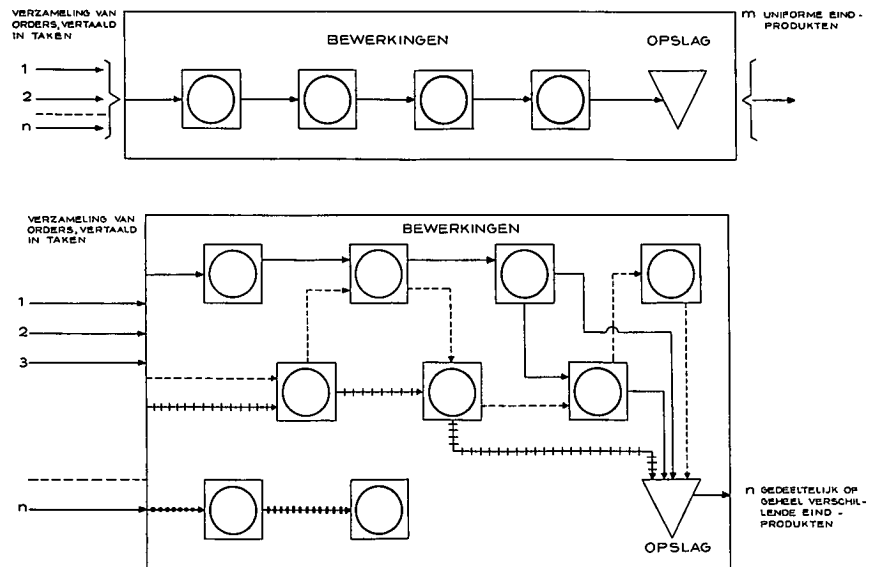 VERZAMELING VAN
ORDERS, VERTAALD
IN TAKEN
1
2
n
BEWERKINGEN
OPSLAG
m UNIFORME EIND-
PRODUKTEN
VERZAMELING VAN
ORDERS, VERTAALD
IN TAKEN
1
2
3
n
BEWERKINGEN
OPSLAG
n GEDEELTELIJK OF
GEHEEL VERSCHIL-
LENDE EIND-
PRODUKTEN